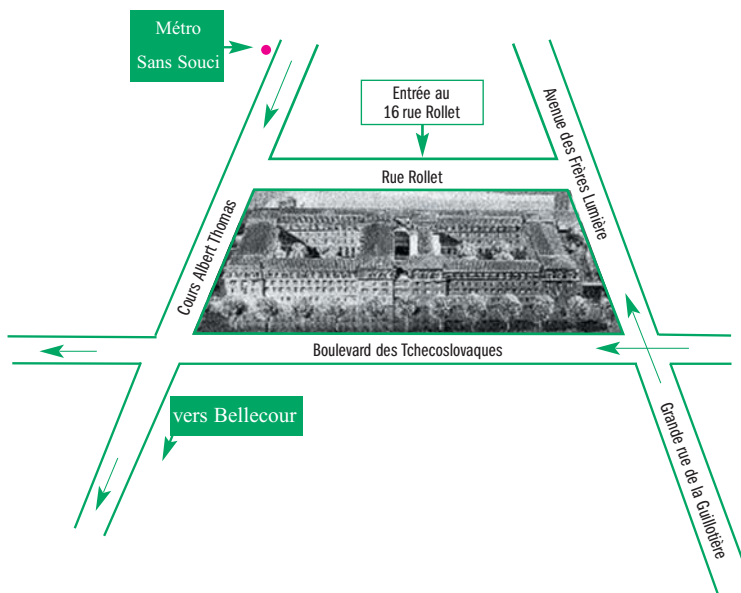 Métro
Sans Souci
Entrée au
16 rue Rollet
Rue Rollet
Avenue des Frères Lumière
Cours Albert Thomas
Boulevard des Tchecoslovaques
vers Bellecour
Grande rue de la Guillotière